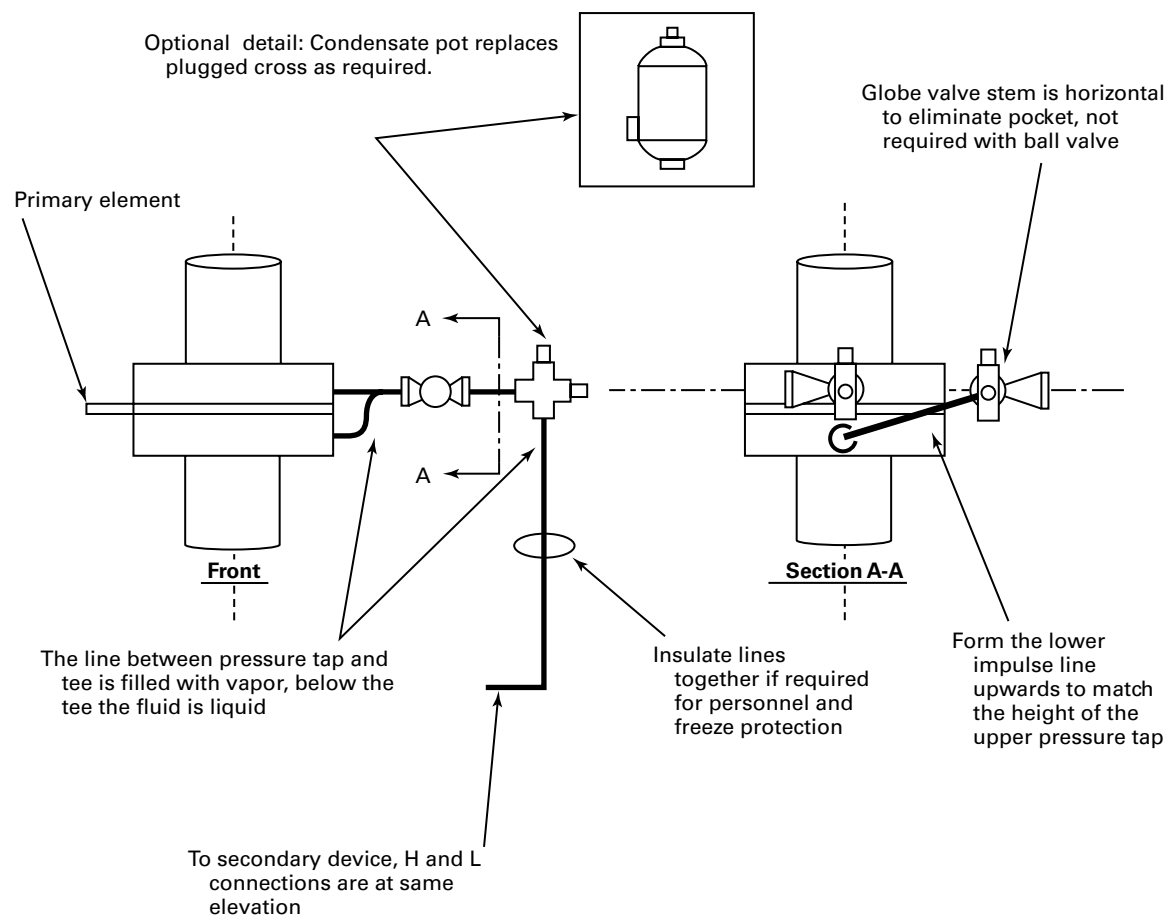 Optional detail: Condensate pot replaces
plugged cross as required.
Globe valve stem is horizontal
to eliminate pocket, not
required with ball valve
Primary element
A
A
Front
Section A-A
The line between pressure tap and
tee is filled with vapor, below the
tee the fluid is liquid
Insulate lines
together if required
for personnel and
freeze protection
Form the lower
impulse line
upwards to match
the height of the
upper pressure tap
To secondary device, H and L
connections are at same
elevation